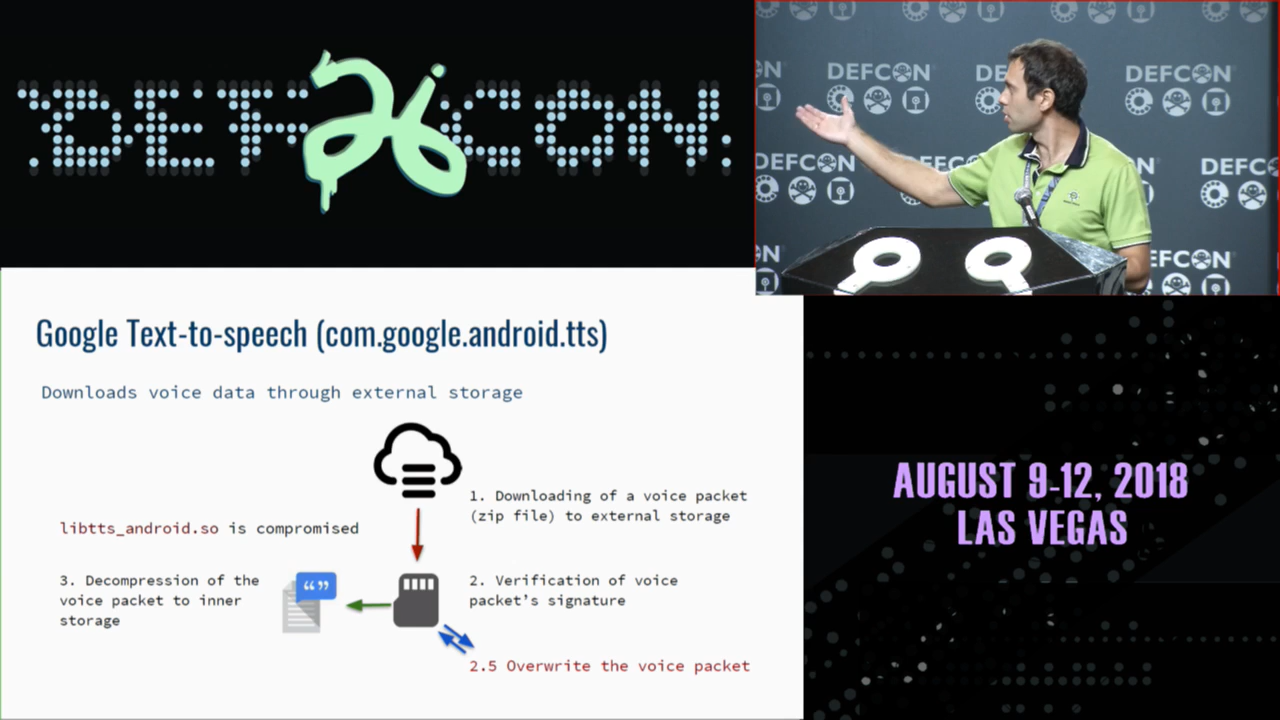 DEFCON
26
DEFCON
DEFCON
DEFCON
DEFCON
DEFCON
Google Text-to-speech (com.google.android.tts)
Downloads voice data through external storage
1. Downloading of a voice packet
(zip file) to external storage
libtts_android.so is compromised
3. Decompression of the
voice packet to inner
storage
“ ”
2. Verification of voice
packet’s signature
2.5 Overwrite the voice packet
AUGUST 9-12, 2018
LAS VEGAS